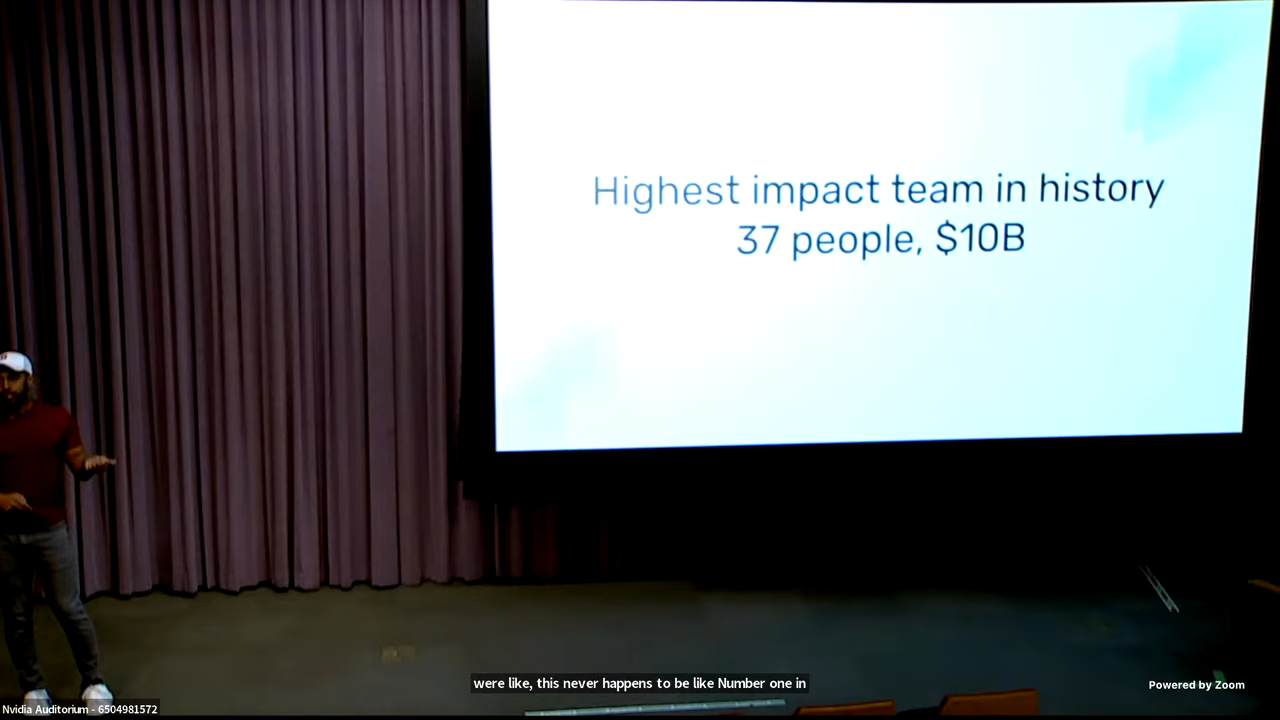 Highest impact team in history
37 people, $10B
were like, this never happens to be like Number one in
Powered by Zoom
Nvidia Auditorium - 6504981572